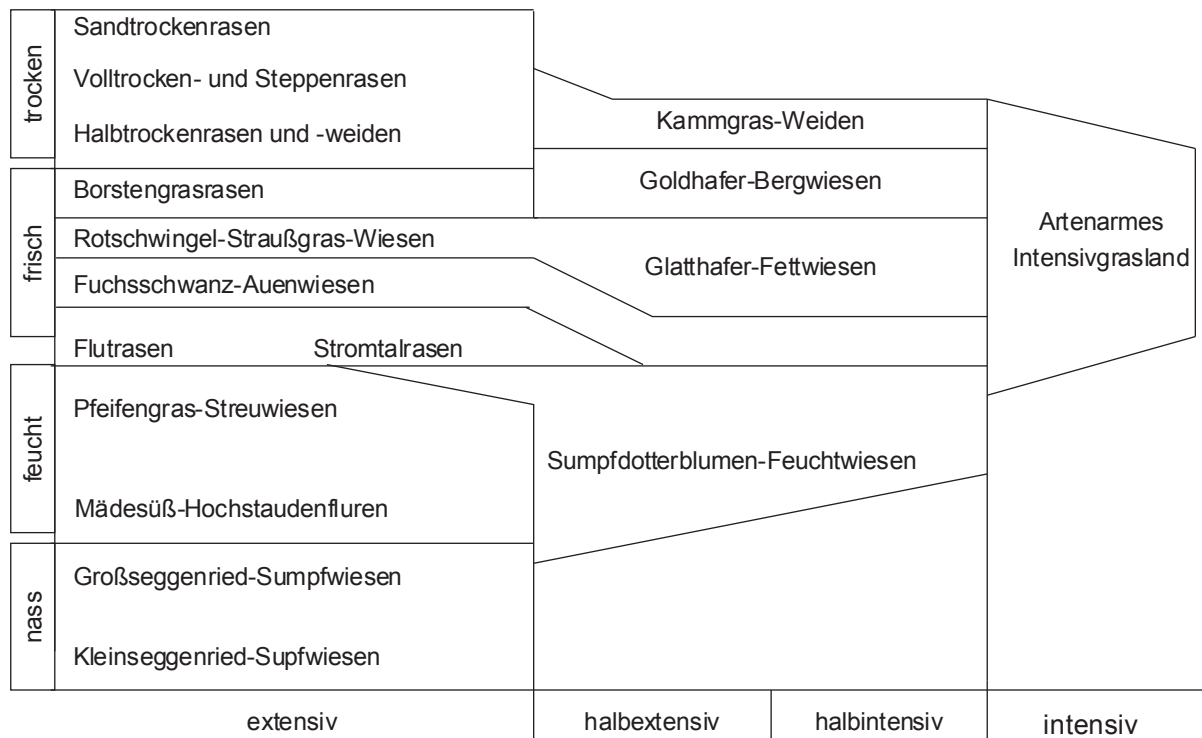 trocken
Sandtrockenrasen
Volltrocken- und Steppenrasen
Halbtrockenrasen und -weiden
Kammgras-Weiden
frisch
Borstengrasrasen
Goldhafer-Bergwiesen
Rotschwingel-Straußgras-Wiesen
Glatthafer-Fettwiesen
Fuchsschwanz-Auenwiesen
Flutrasen
Stromtalrasen
Artenarmes
Intensivgrasland
feucht
Pfeifengras-Streuwiesen
Sumpfdotterblumen-Feuchtwiesen
Mädesüß-Hochstaudenfluren
nass
Großseggenried-Sumpfwiesen
Kleinseggenried-Supfwiesen
extensiv
halbextensiv
halbintensiv
intensiv